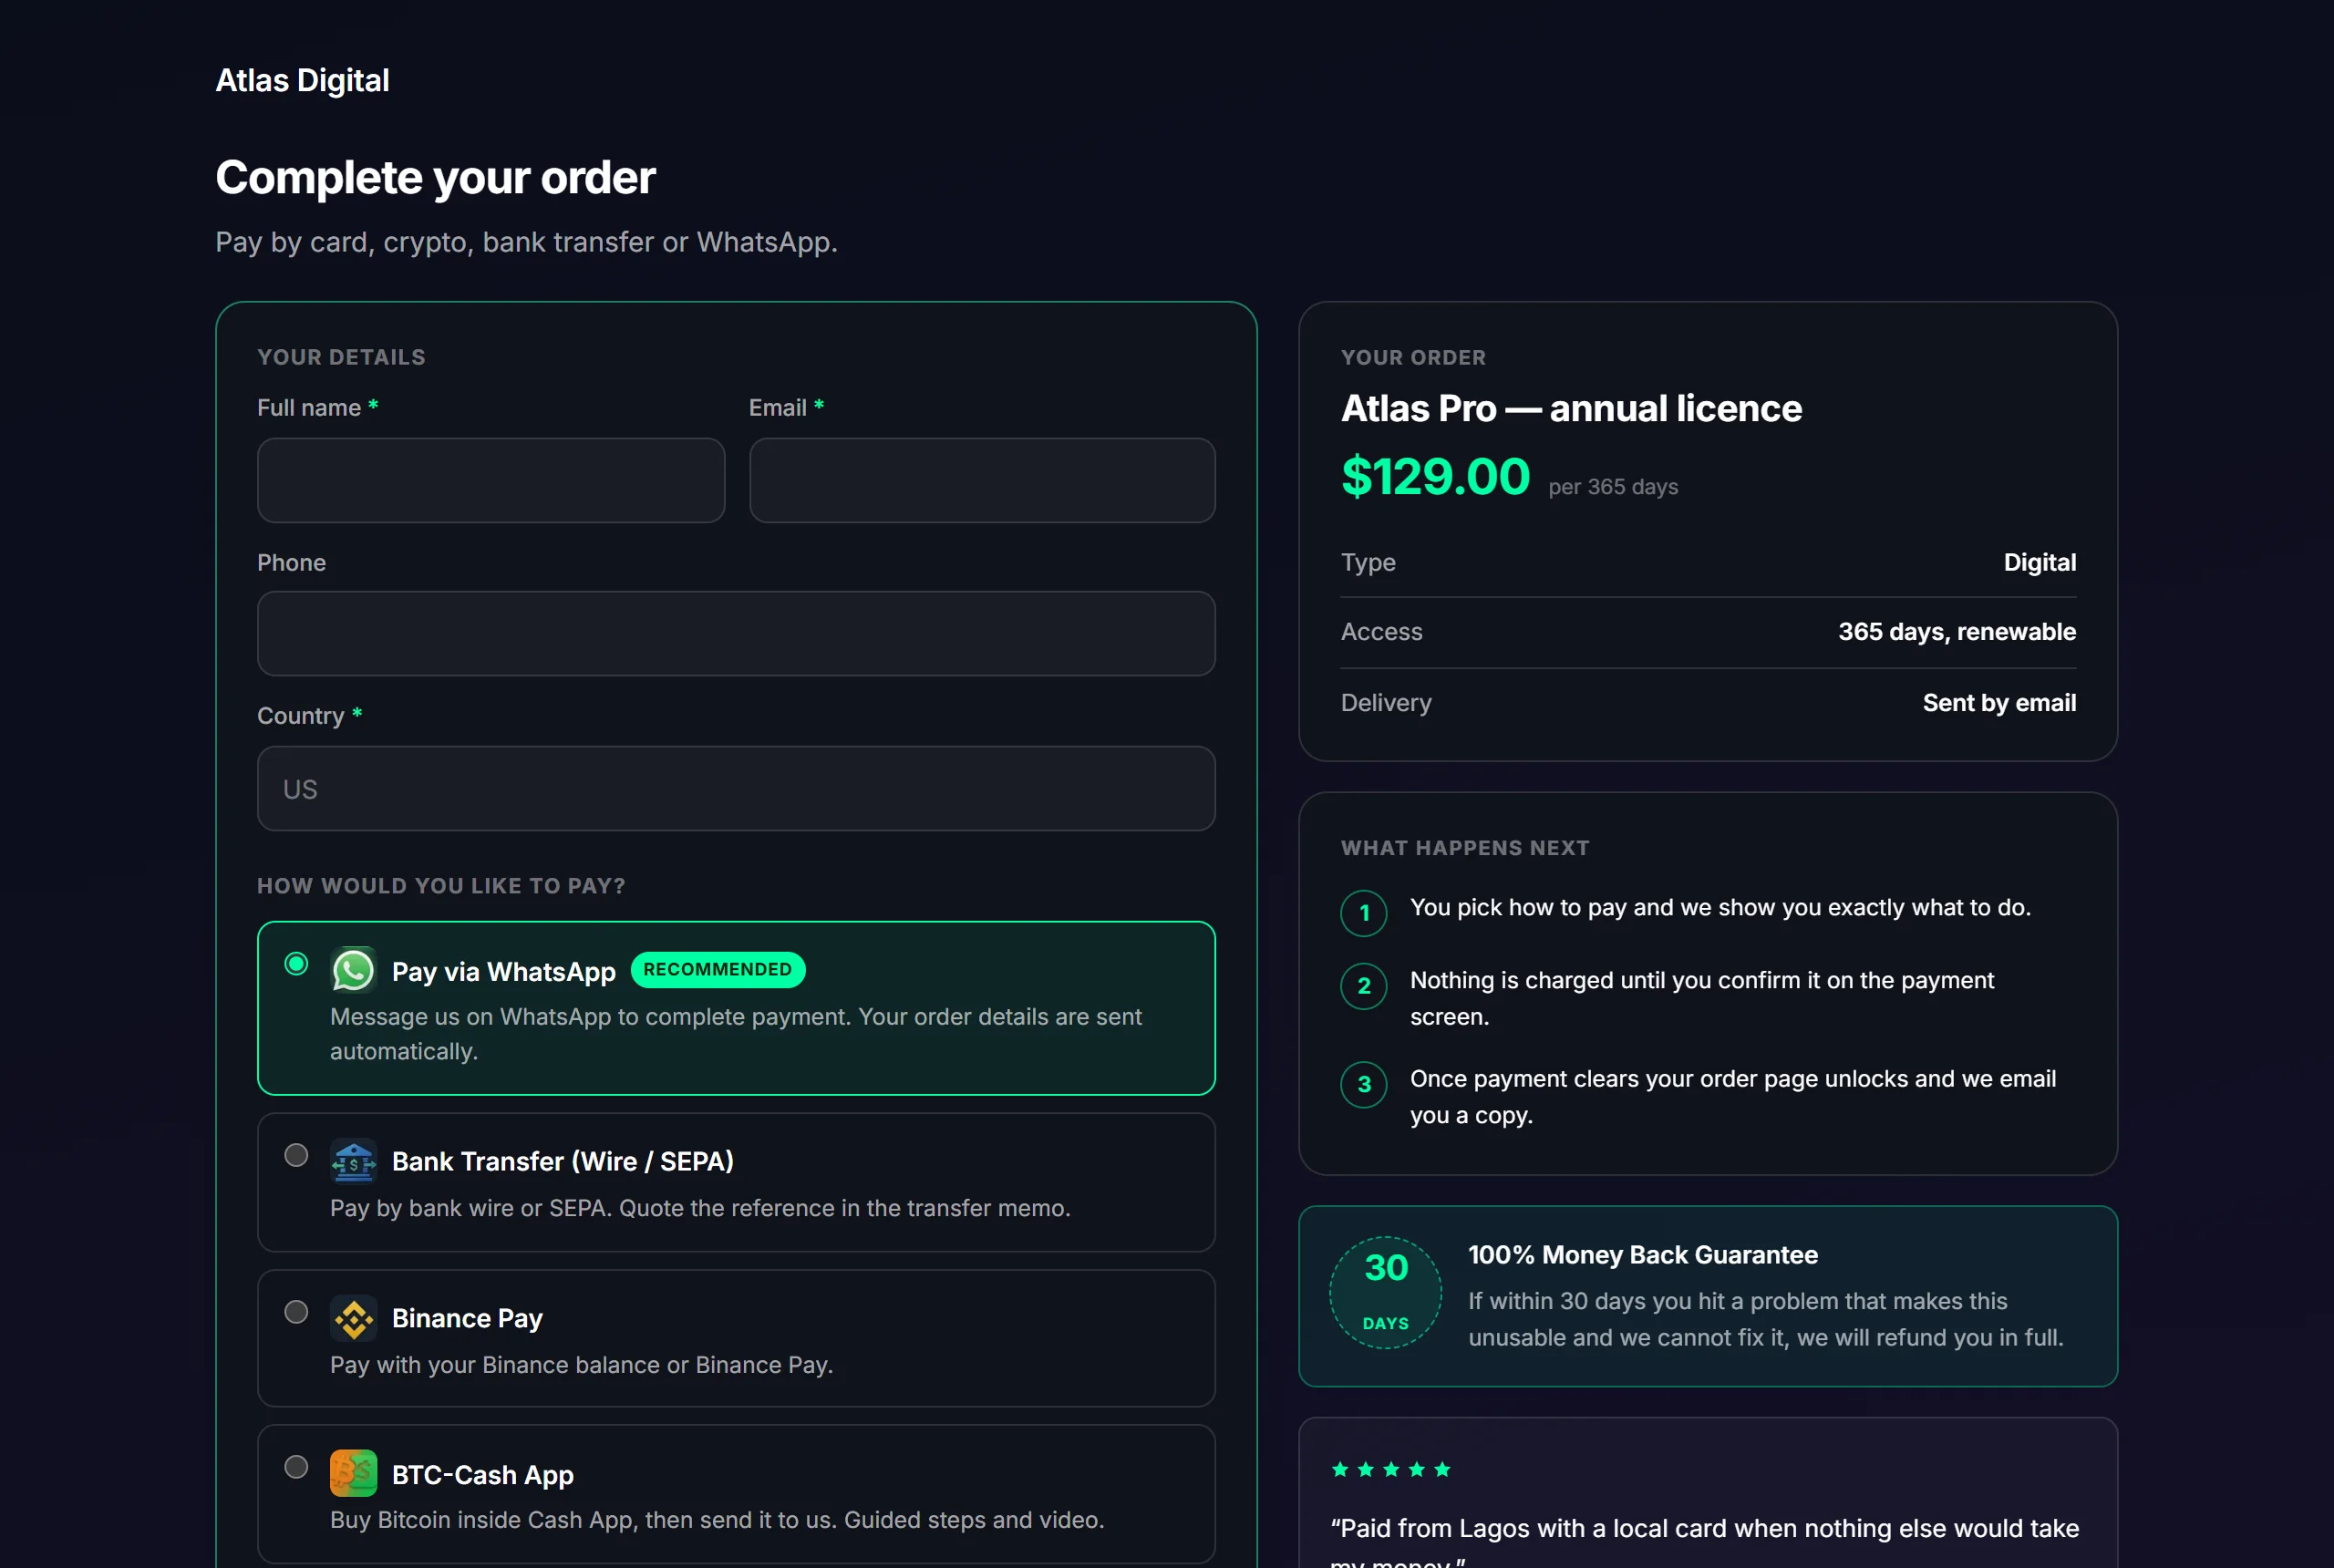 Atlas Digital
Complete your order
Pay by card, crypto, bank transfer or WhatsApp.
YOUR DETAILS
Full name *
Email *
Phone
Country *
US
HOW WOULD YOU LIKE TO PAY?
Pay via WhatsApp RECOMMENDED
Message us on WhatsApp to complete payment. Your order details are sent
automatically.
Bank Transfer (Wire / SEPA)
Pay by bank wire or SEPA. Quote the reference in the transfer memo.
Binance Pay
Pay with your Binance balance or Binance Pay.
BTC-Cash App
Buy Bitcoin inside Cash App, then send it to us. Guided steps and video.
YOUR ORDER
Atlas Pro — annual licence
$129.00 per 365 days
Type Digital
Access 365 days, renewable
Delivery Sent by email
WHAT HAPPENS NEXT
1 You pick how to pay and we show you exactly what to do.
2 Nothing is charged until you confirm it on the payment
screen.
3 Once payment clears your order page unlocks and we email
you a copy.
30
DAYS
100% Money Back Guarantee
If within 30 days you hit a problem that makes this
unusable and we cannot fix it, we will refund you in full.
“Paid from Lagos with a local card when nothing else would take
my money.”